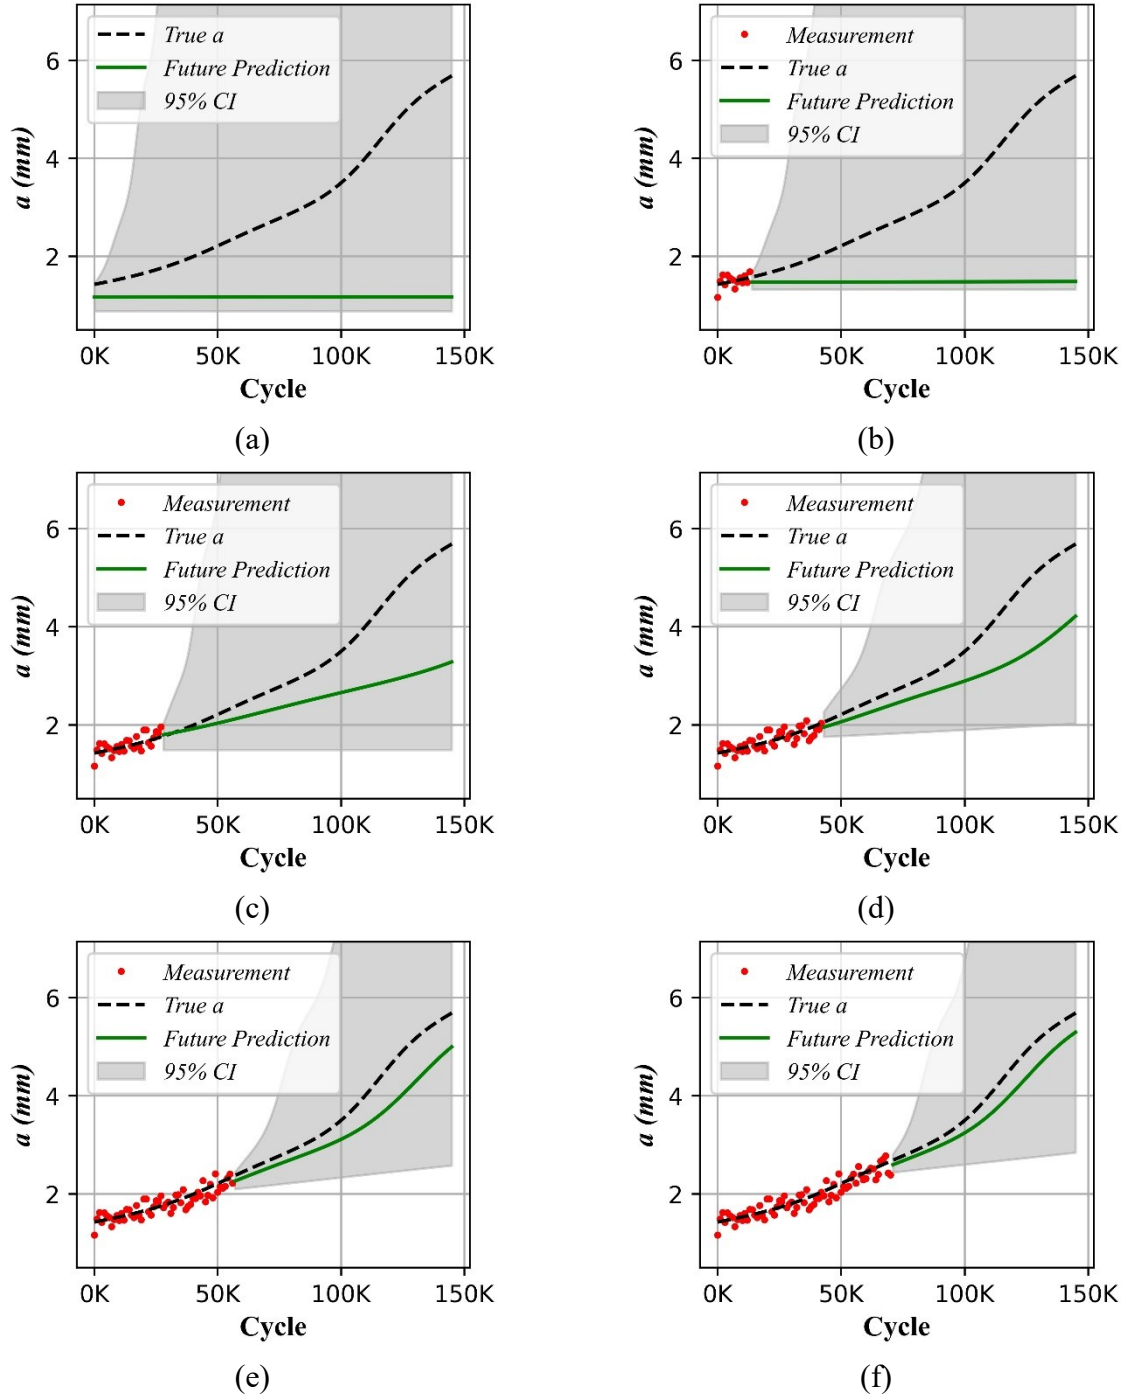 True a
Future Prediction
95% CI
6
4
2
a (mm)
0K 50K 100K 150K
Cycle
(a)
Measurement
True a
Future Prediction
95% CI
6
4
2
a (mm)
0K 50K 100K 150K
Cycle
(b)
Measurement
True a
Future Prediction
95% CI
6
4
2
a (mm)
0K 50K 100K 150K
Cycle
(c)
Measurement
True a
Future Prediction
95% CI
6
4
2
a (mm)
0K 50K 100K 150K
Cycle
(d)
Measurement
True a
Future Prediction
95% CI
6
4
2
a (mm)
0K 50K 100K 150K
Cycle
(e)
Measurement
True a
Future Prediction
95% CI
6
4
2
a (mm)
0K 50K 100K 150K
Cycle
(f)